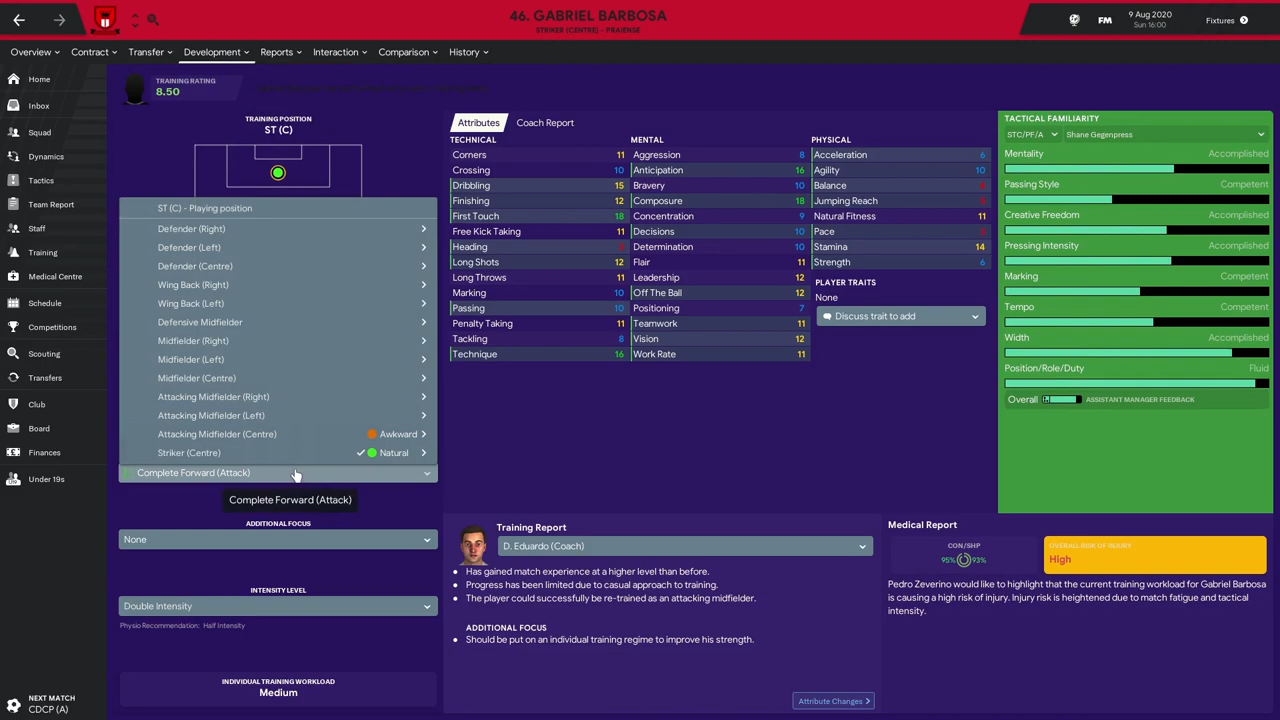 46. GABRIEL BARBOSA
STRIKER (CENTRE) - PRAIENSE
FM
9 Aug 2020
Sun 16:00
Fixtures
Overview
Contract
Transfer
Development
Reports
Interaction
Comparison
History
Home
Inbox
Squad
Dynamics
Tactics
Team Report
Staff
Training
Medical Centre
Schedule
Competitions
Scouting
Transfers
Club
Board
Finances
Under 19s
NEXT MATCH
CDCP (A)
TRAINING RATING
8.50
TRAINING POSITION
ST (C)
ST (C) - Playing position
Defender (Right)
Defender (Left)
Defender (Centre)
Wing Back (Right)
Wing Back (Left)
Defensive Midfielder
Midfielder (Right)
Midfielder (Left)
Midfielder (Centre)
Attacking Midfielder (Right)
Attacking Midfielder (Left)
Attacking Midfielder (Centre) Awkward
Striker (Centre) Natural
Complete Forward (Attack)
Complete Forward (Attack)
ADDITIONAL FOCUS
None
INTENSITY LEVEL
Double Intensity
Physio Recommendation: Half Intensity
INDIVIDUAL TRAINING WORKLOAD
Medium
Attributes
Coach Report
TECHNICAL
Corners 11
Crossing 10
Dribbling 15
Finishing 12
First Touch 18
Free Kick Taking 11
Heading
Long Shots 12
Long Throws 11
Marking 10
Passing 10
Penalty Taking 11
Tackling 8
Technique 16
MENTAL
Aggression 8
Anticipation 16
Bravery 10
Composure 18
Concentration 9
Decisions 10
Determination 10
Flair 11
Leadership 12
Off The Ball 12
Positioning 7
Teamwork 11
Vision 12
Work Rate 11
PHYSICAL
Acceleration 6
Agility 10
Balance
Jumping Reach
Natural Fitness 11
Pace
Stamina 14
Strength 6
PLAYER TRAITS
None
Discuss trait to add
TACTICAL FAMILIARITY
STC/PF/A
Shane Gegenpress
Mentality Accomplished
Passing Style Competent
Creative Freedom Accomplished
Pressing Intensity Accomplished
Marking Competent
Tempo Competent
Width Accomplished
Position/Role/Duty Fluid
Overall
ASSISTANT MANAGER FEEDBACK
Training Report
D. Eduardo (Coach)
Has gained match experience at a higher level than before.
Progress has been limited due to casual approach to training.
The player could successfully be re-trained as an attacking midfielder.
ADDITIONAL FOCUS
Should be put on an individual training regime to improve his strength.
Attribute Changes
Medical Report
CON/SHP
95% 93%
OVERALL RISK OF INJURY
High
Pedro Zeverino would like to highlight that the current training workload for Gabriel Barbosa
is causing a high risk of injury. Injury risk is heightened due to match fatigue and tactical
intensity.